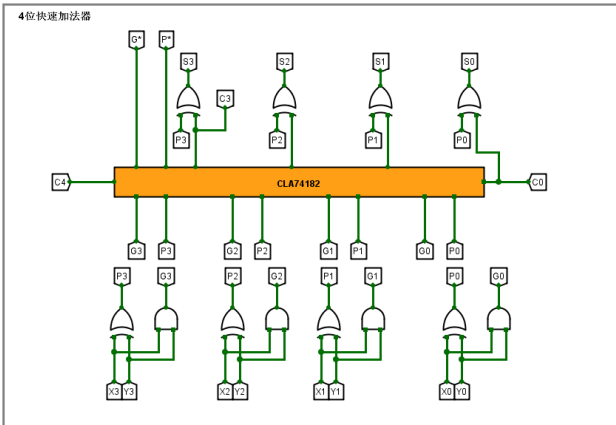 4位快速加法器
G* P*
S3 S2 S1 S0
C3
P3 P2 P1 P0
C4 CLA74182 C0
G3 P3 G2 P2 G1 P1 G0 P0
P3 G3 P2 G2 P1 G1 P0 G0
X3 Y3 X2 Y2 X1 Y1 X0 Y0